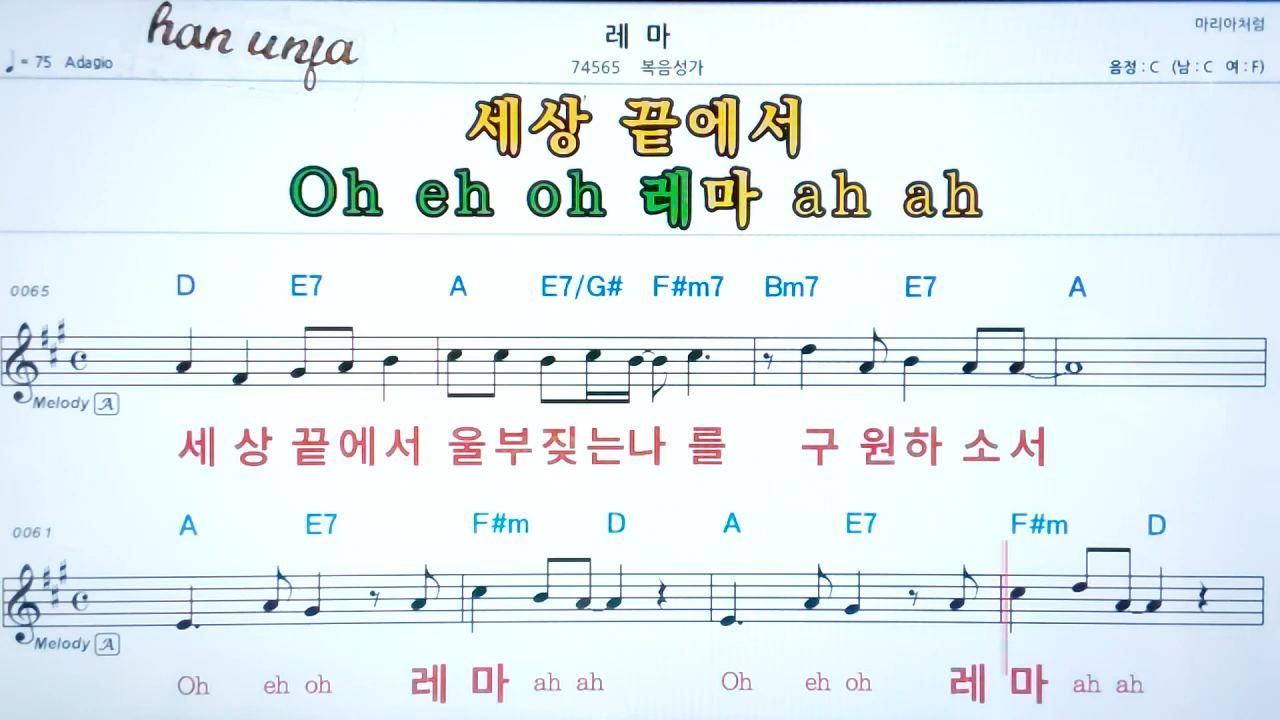 han unja
레 마
마리아처럼
♩= 75 Adagio
74565 복음성가
음정 : C (남 : C 여 : F)
세상 끝에서
Oh eh oh 레마 ah ah
0065
D E7 A E7/G# F#m7 Bm7 E7 A
Melody A
세 상 끝에서 울부짖는나 를 구 원하 소서
0061
A E7 F#m D A E7 F#m D
Melody A
Oh eh oh 레 마 ah ah Oh eh oh 레 마 ah ah